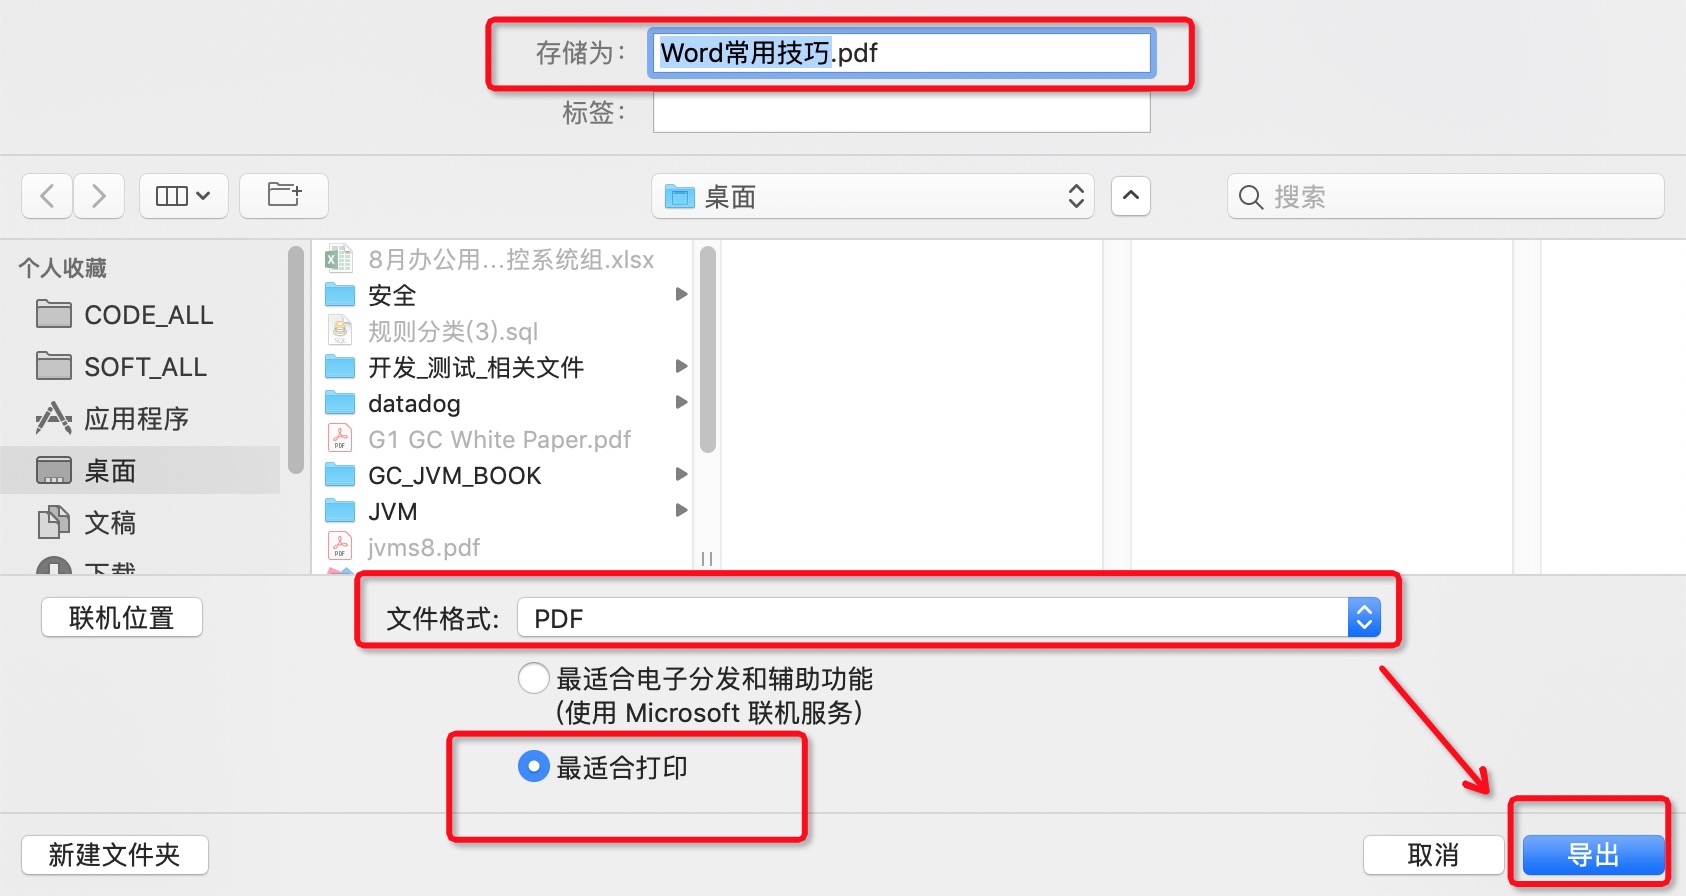 存储为：
Word常用技巧.pdf
标签：
桌面
搜索
个人收藏
CODE_ALL
SOFT_ALL
应用程序
桌面
文稿
下载
8月办公用...控系统组.xlsx
安全
规则分类(3).sql
开发_测试_相关文件
datadog
G1 GC White Paper.pdf
GC_JVM_BOOK
JVM
jvms8.pdf
联机位置
文件格式:
PDF
最适合电子分发和辅助功能
(使用 Microsoft 联机服务)
最适合打印
新建文件夹
取消
导出